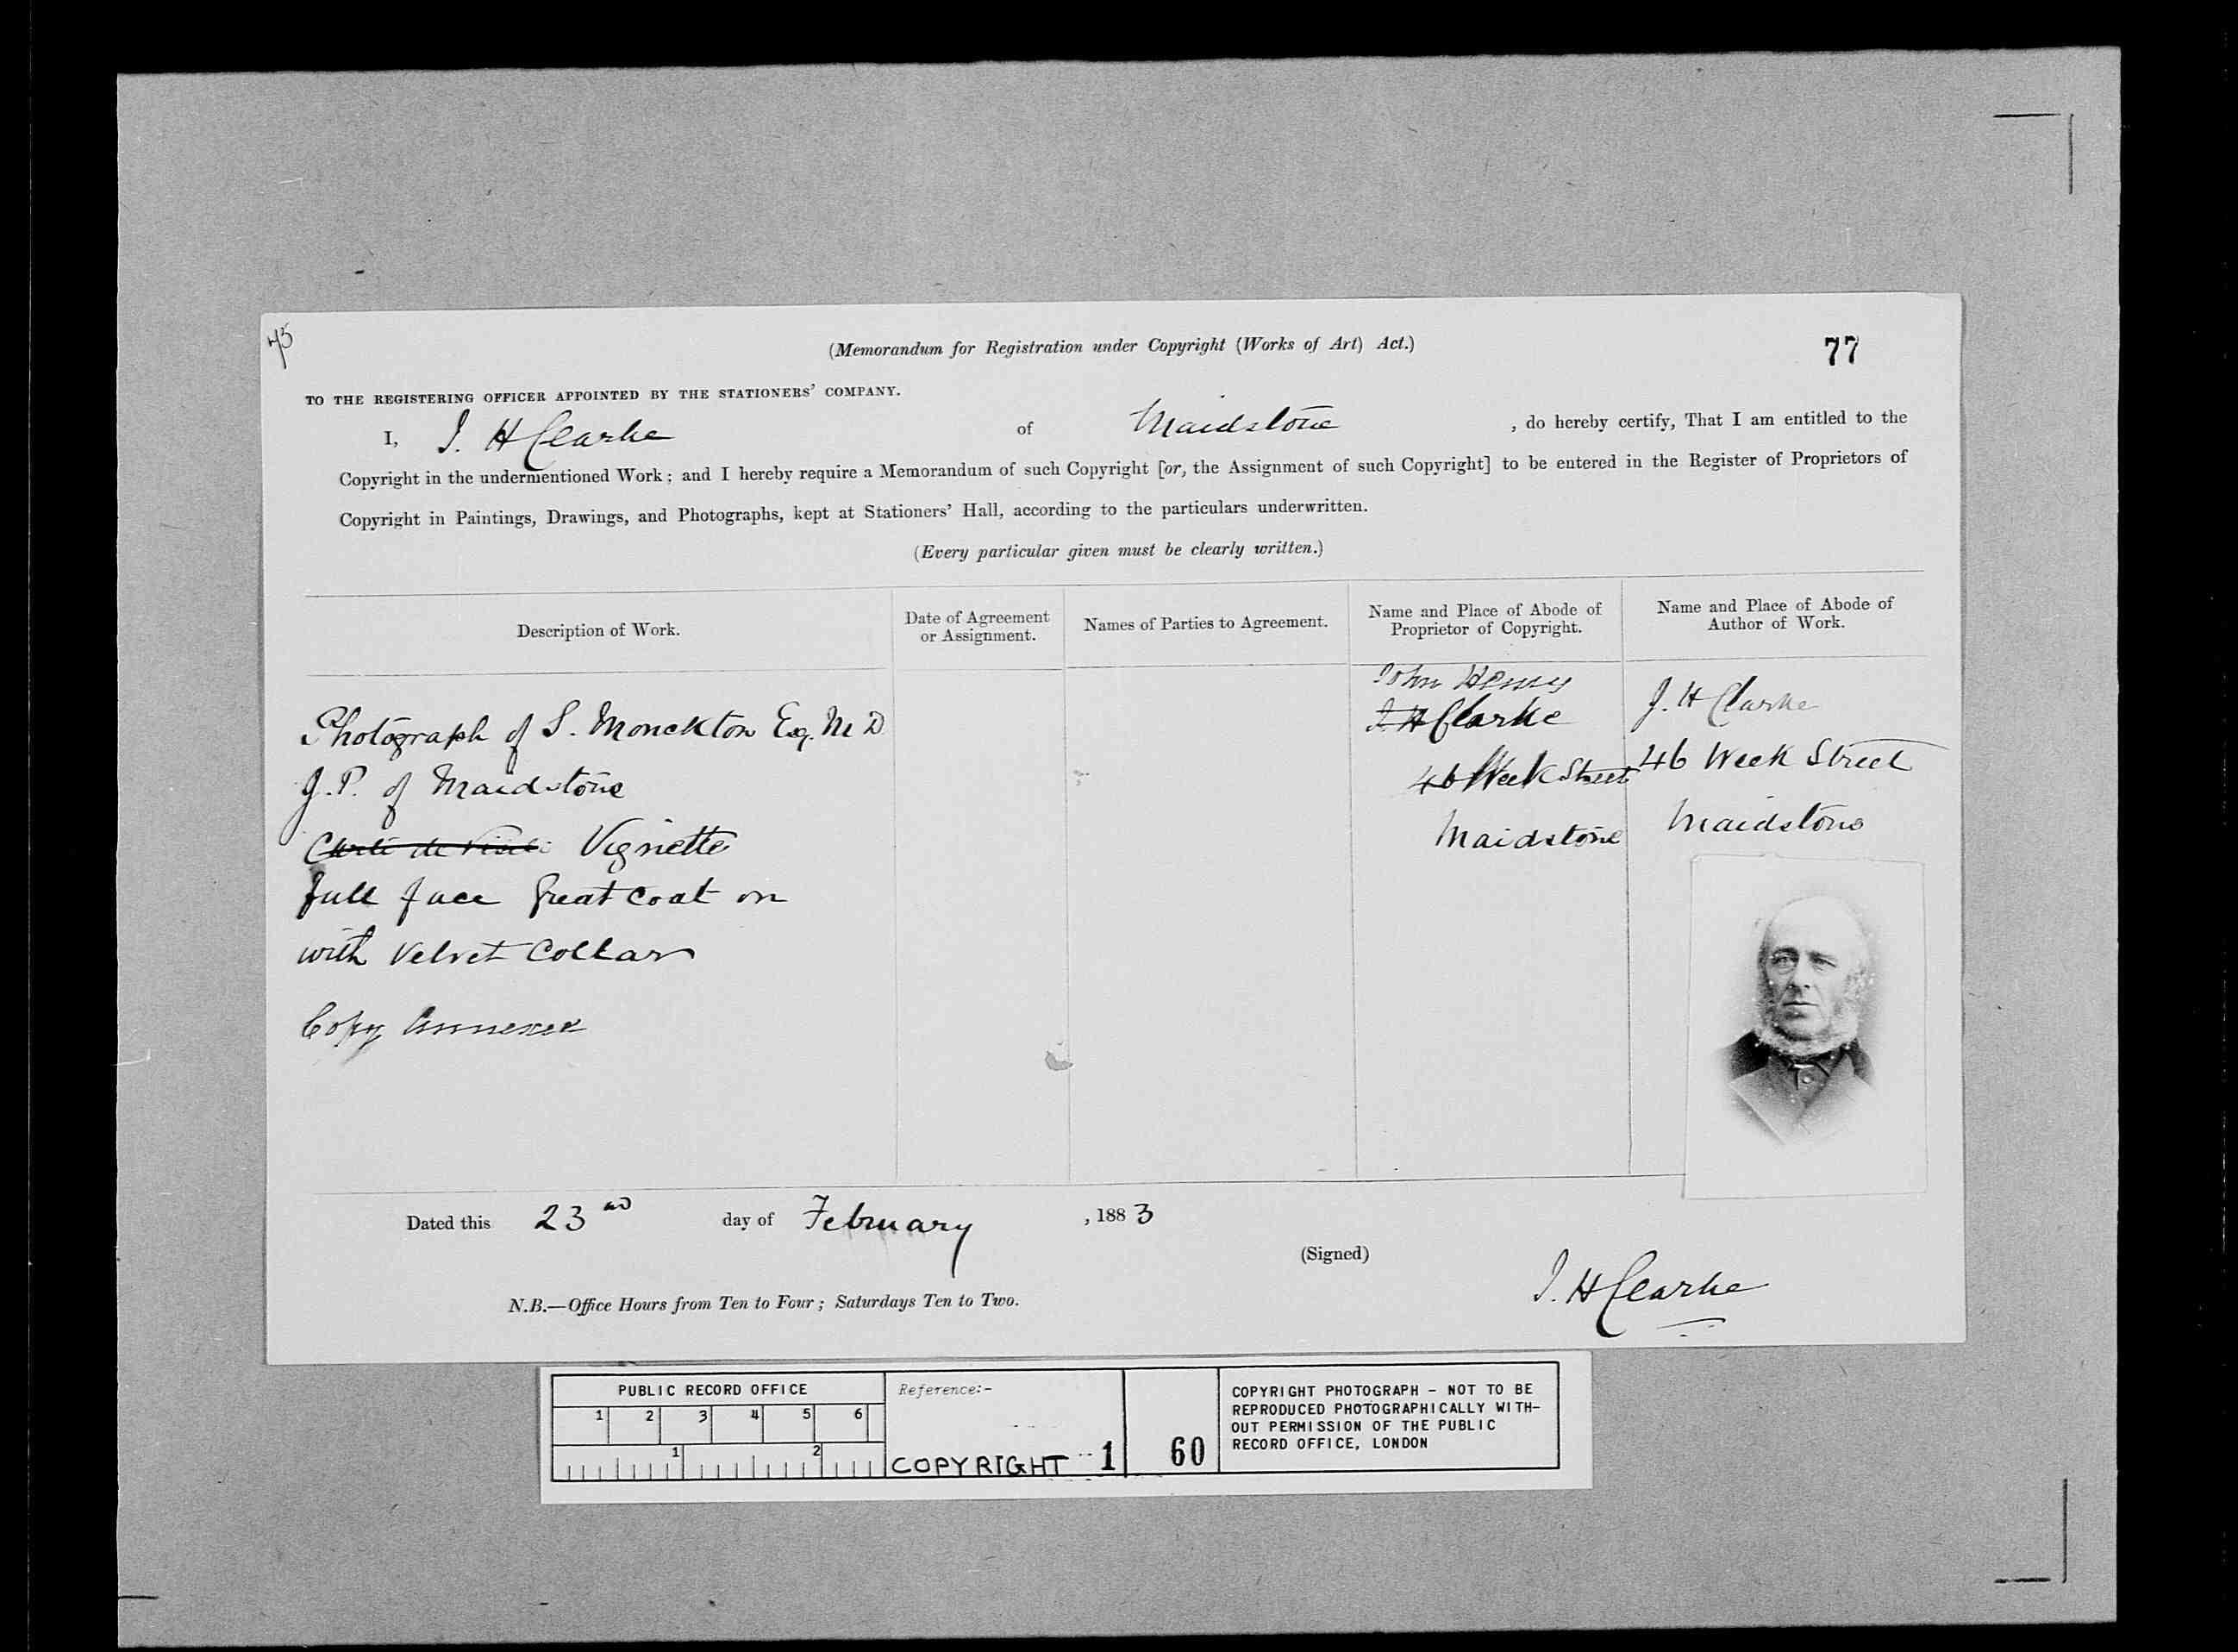 75
(Memorandum for Registration under Copyright (Works of Art) Act.)
77
TO THE REGISTERING OFFICER APPOINTED BY THE STATIONERS' COMPANY.
I, J. H Clarke of Maidstone , do hereby certify, That I am entitled to the
Copyright in the undermentioned Work; and I hereby require a Memorandum of such Copyright [or, the Assignment of such Copyright] to be entered in the Register of Proprietors of
Copyright in Paintings, Drawings, and Photographs, kept at Stationers' Hall, according to the particulars underwritten.
(Every particular given must be clearly written.)
Description of Work.
Date of Agreement
or Assignment.
Names of Parties to Agreement.
Name and Place of Abode of
Proprietor of Copyright.
Name and Place of Abode of
Author of Work.
Photograph of S. Monckton Esq. M D
J.P. of Maidstone
Carte de Visite Vignette
full face Great coat on
with Velvet Collar
Copy Annexed
John Henry
J. H Clarke
46 Week Street
Maidstone
J. H Clarke
46 Week Street
Maidstone
Dated this 23rd day of February , 1883
(Signed)
J. H Clarke
N.B.—Office Hours from Ten to Four; Saturdays Ten to Two.
PUBLIC RECORD OFFICE
1 2 3 4 5 6
1 2
Reference:-
COPYRIGHT 1
60
COPYRIGHT PHOTOGRAPH - NOT TO BE
REPRODUCED PHOTOGRAPHICALLY WITH-
OUT PERMISSION OF THE PUBLIC
RECORD OFFICE, LONDON